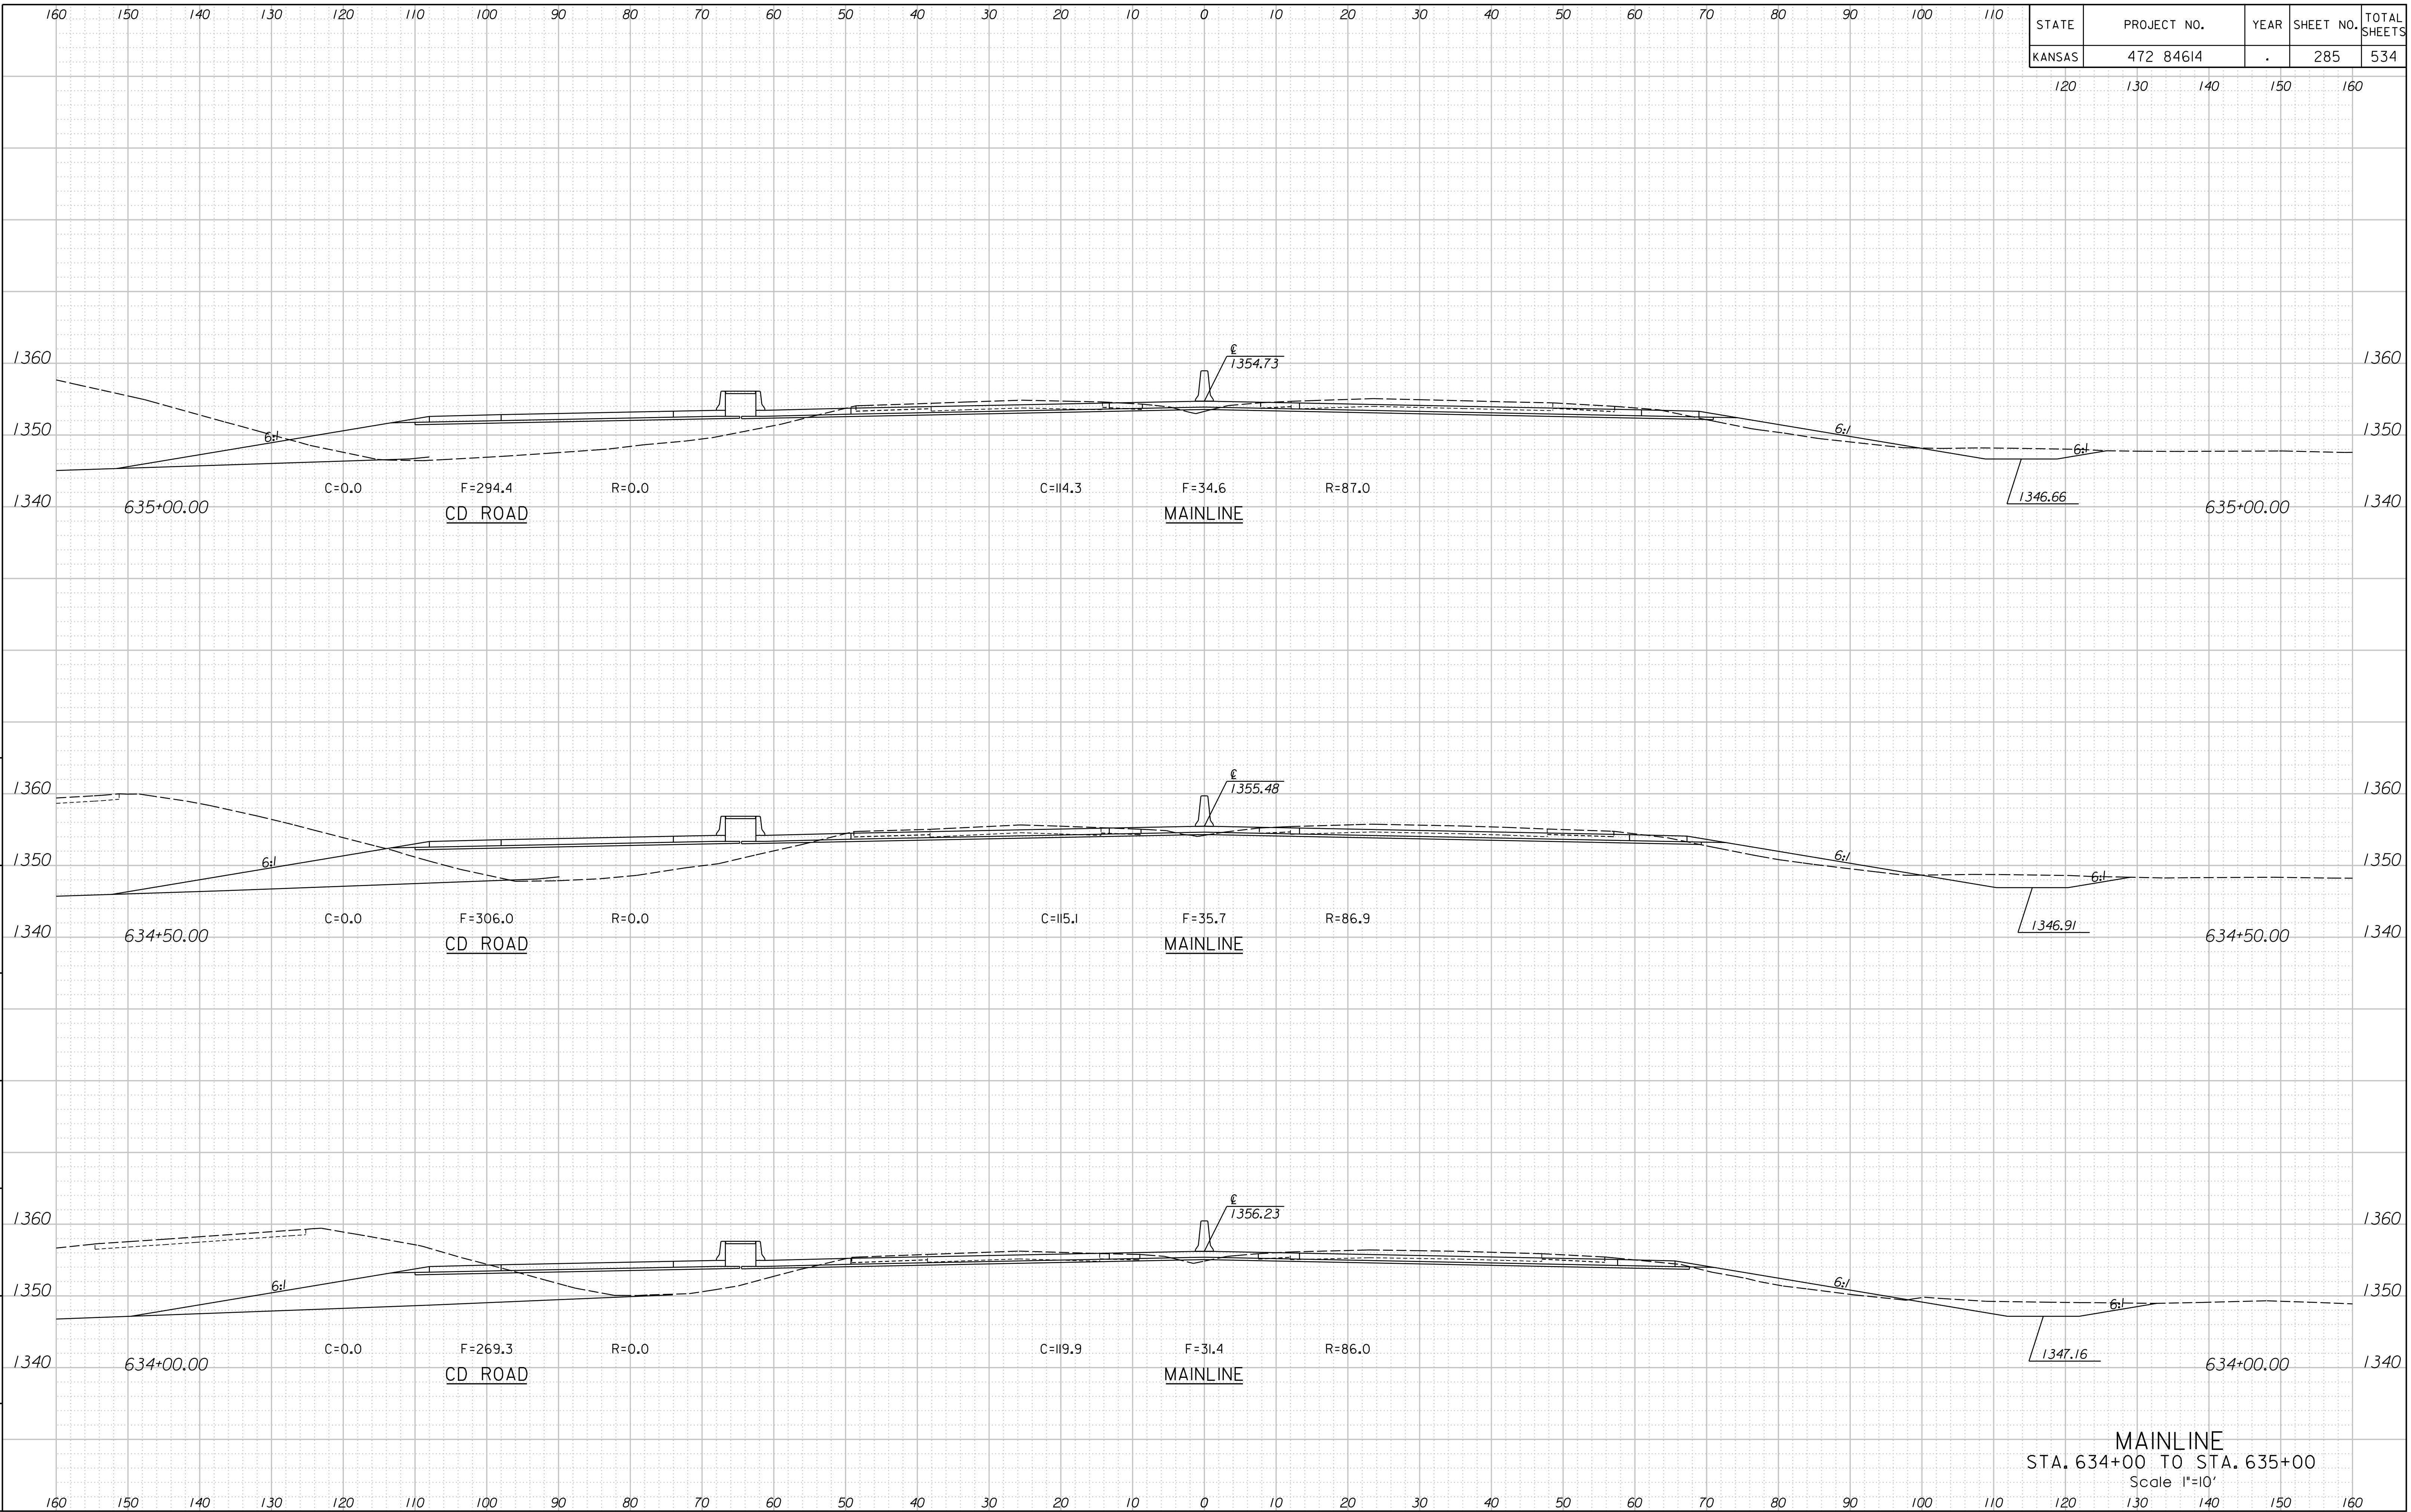 160 150 140 130 120 110 100 90 80 70 60 50 40 30 20 10 0 10 20 30 40 50 60 70 80 90 100 110
STATE PROJECT NO. YEAR SHEET NO. TOTAL SHEETS
KANSAS 472 84614 . 285 534
120 130 140 150 160
℄
1354.73
1360 1360
1350 6:1 6:1 6:1 1350
C=0.0 F=294.4 R=0.0 C=114.3 F=34.6 R=87.0
1340 635+00.00 1346.66 635+00.00 1340
CD ROAD MAINLINE
℄
1355.48
1360 1360
1350 6:1 6:1 6:1 1350
C=0.0 F=306.0 R=0.0 C=115.1 F=35.7 R=86.9
1340 634+50.00 1346.91 634+50.00 1340
CD ROAD MAINLINE
℄
1356.23
1360 1360
1350 6:1 6:1 6:1 1350
C=0.0 F=269.3 R=0.0 C=119.9 F=31.4 R=86.0
1340 634+00.00 1347.16 634+00.00 1340
CD ROAD MAINLINE
MAINLINE
STA. 634+00 TO STA. 635+00
Scale 1"=10'
160 150 140 130 120 110 100 90 80 70 60 50 40 30 20 10 0 10 20 30 40 50 60 70 80 90 100 110 120 130 140 150 160